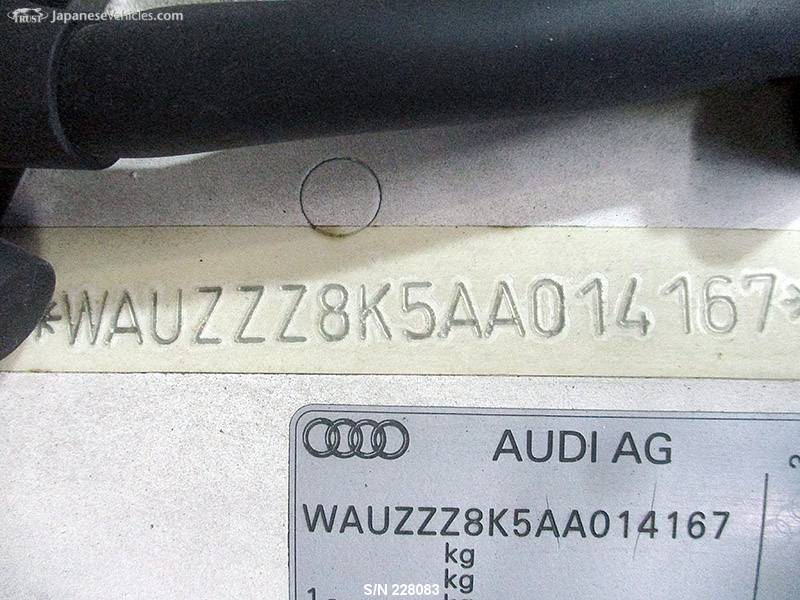 TRUST JapaneseVehicles.com
*WAUZZZ8K5AA014167*
AUDI AG
WAUZZZ8K5AA014167
kg
kg
S/N 228083